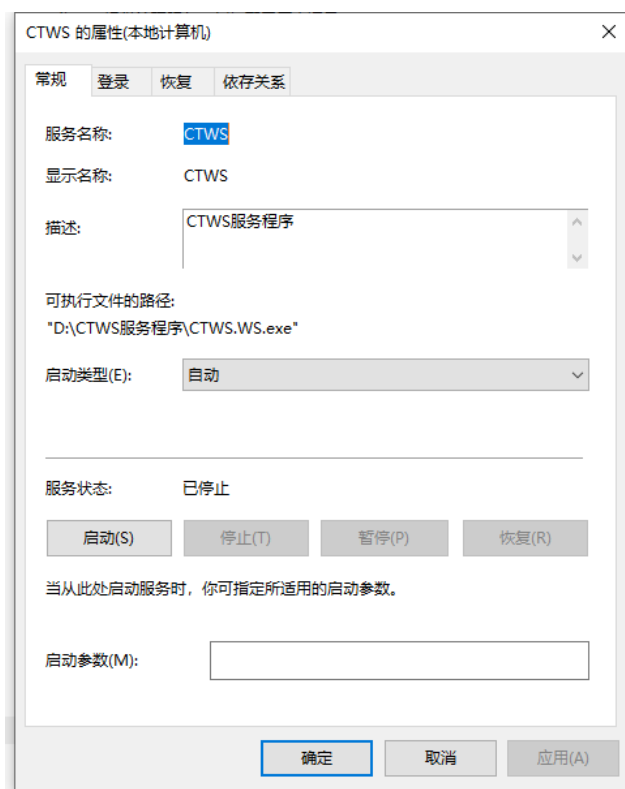 CTWS 的属性(本地计算机)
常规 登录 恢复 依存关系
服务名称: CTWS
显示名称: CTWS
描述: CTWS服务程序
可执行文件的路径:
"D:\CTWS服务程序\CTWS.WS.exe"
启动类型(E): 自动
服务状态: 已停止
启动(S) 停止(T) 暂停(P) 恢复(R)
当从此处启动服务时，你可指定所适用的启动参数。
启动参数(M):
确定 取消 应用(A)